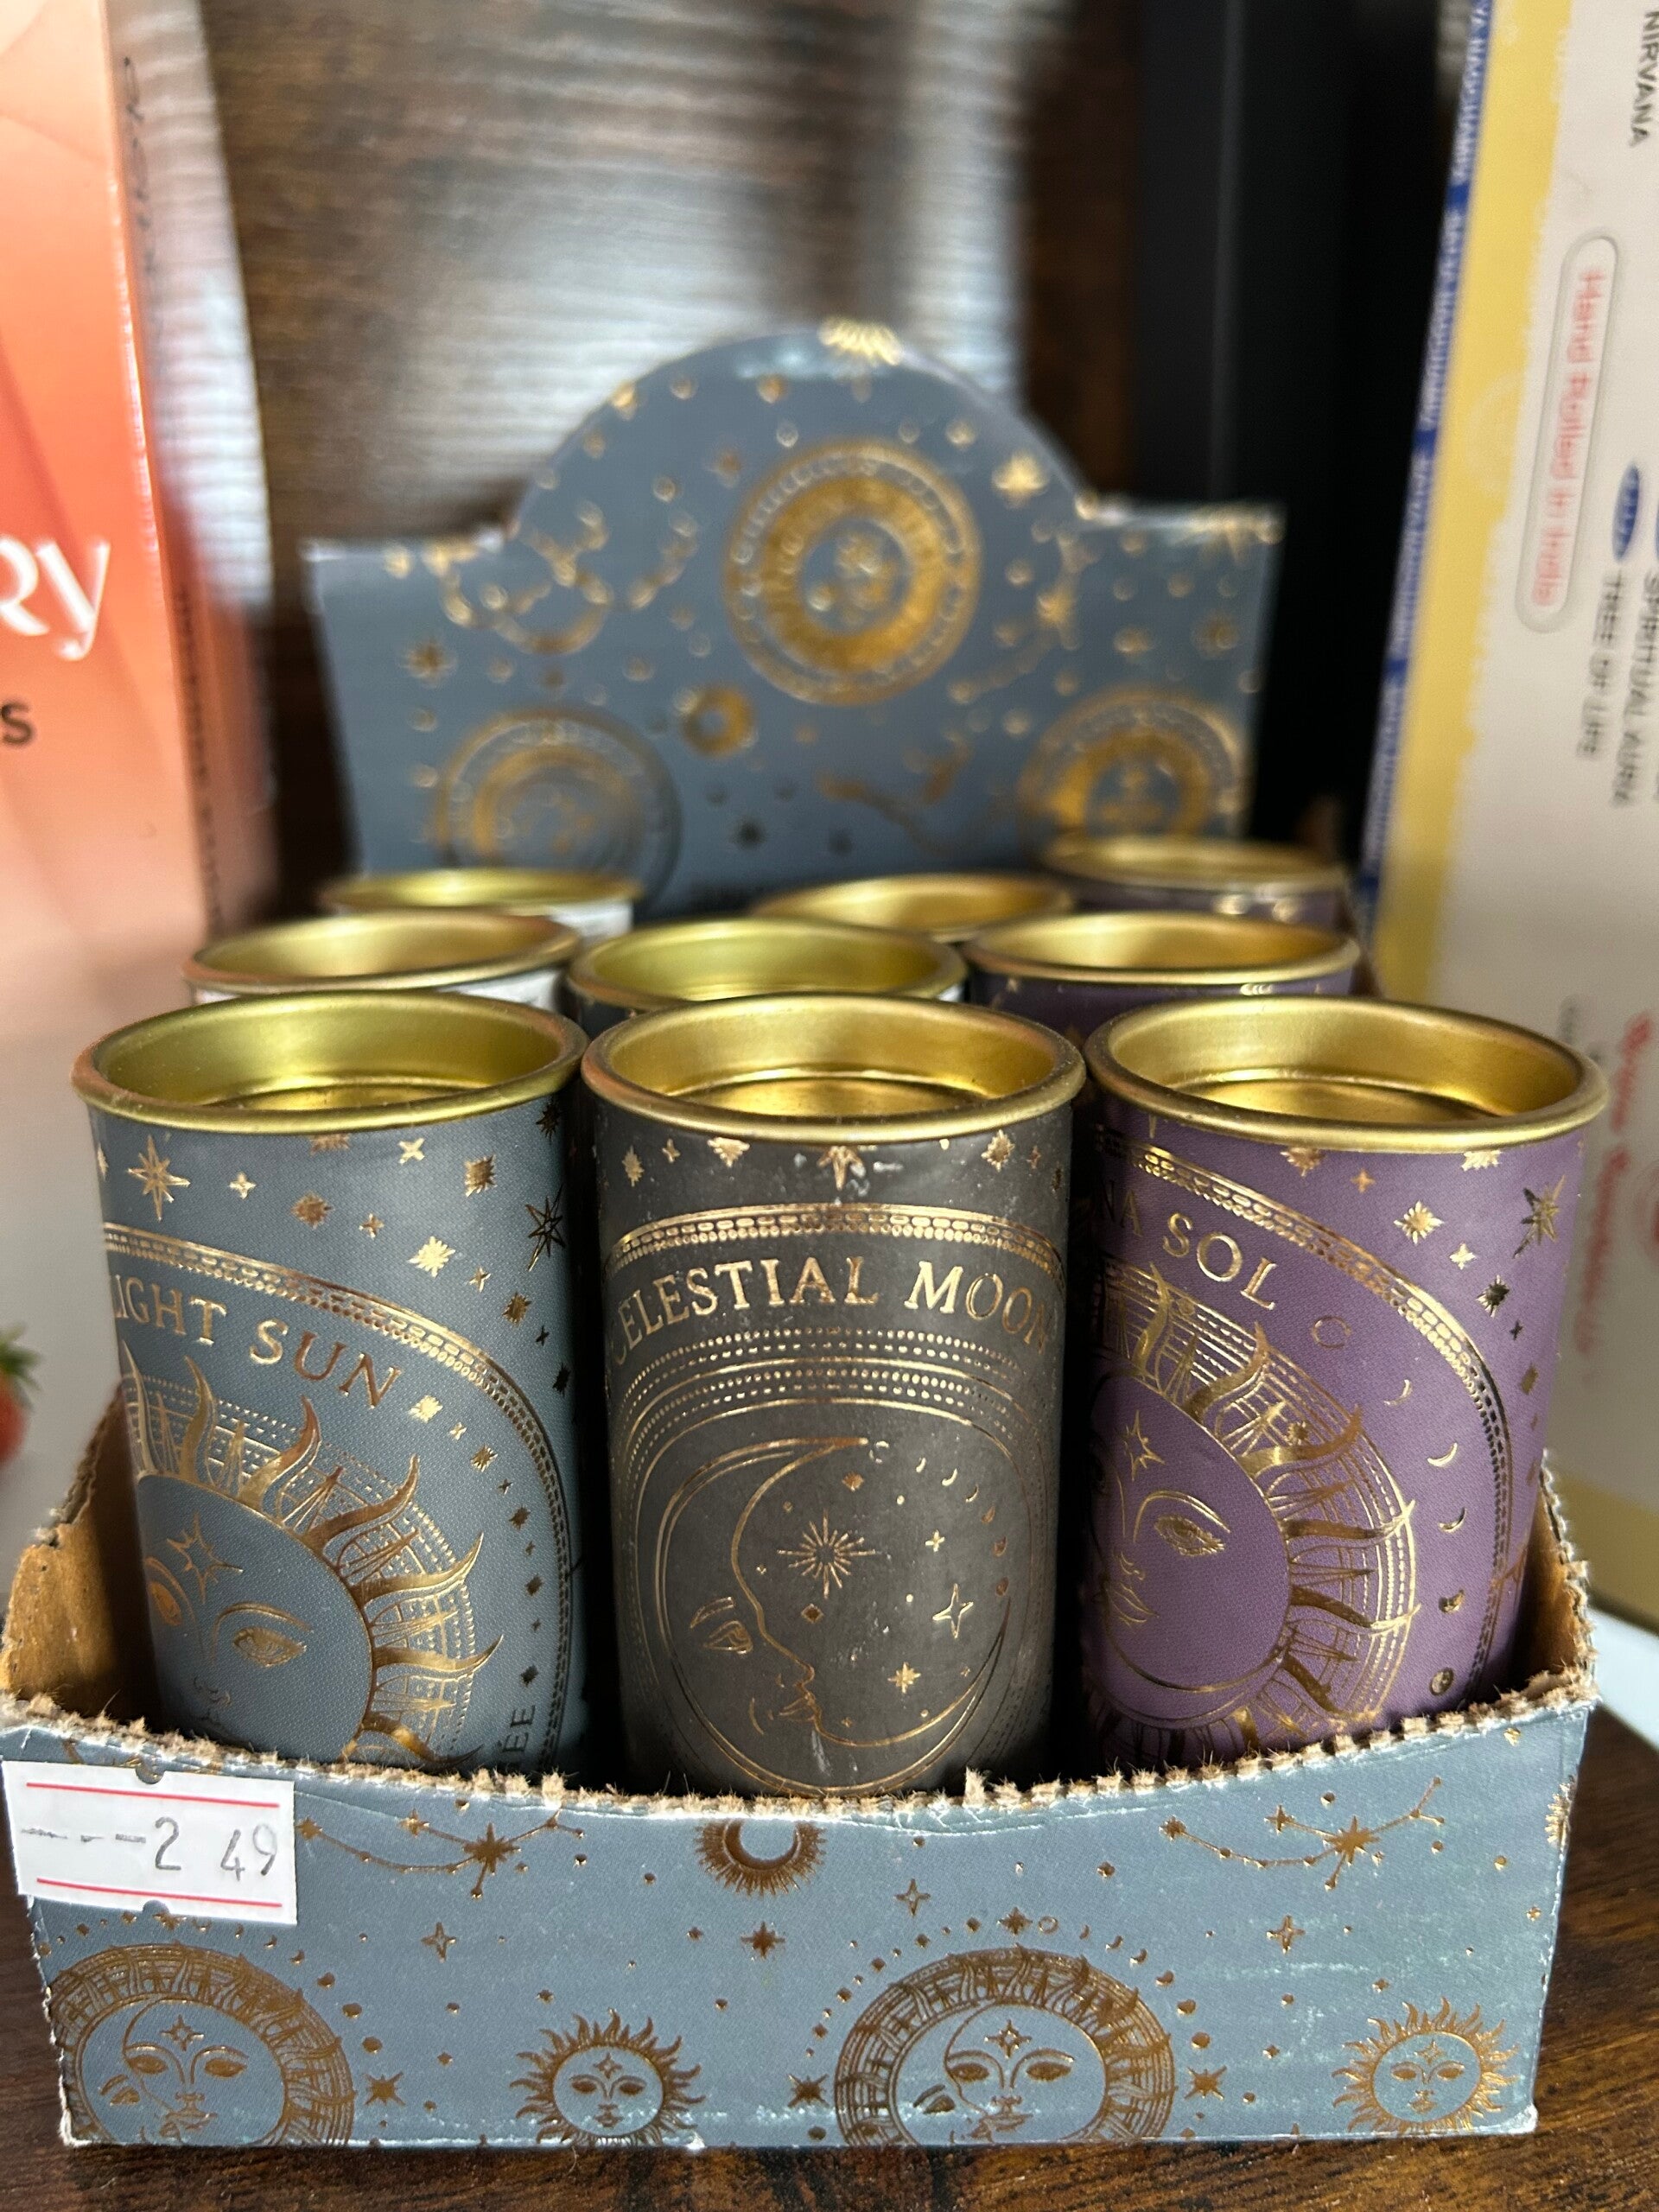 RY
S
NIRVANA
Hand Rolled in India
SPIRITUAL AURA
TREE OF LIFE
LIGHT SUN
CELESTIAL MOON
NA SOL
ÉE
2 49